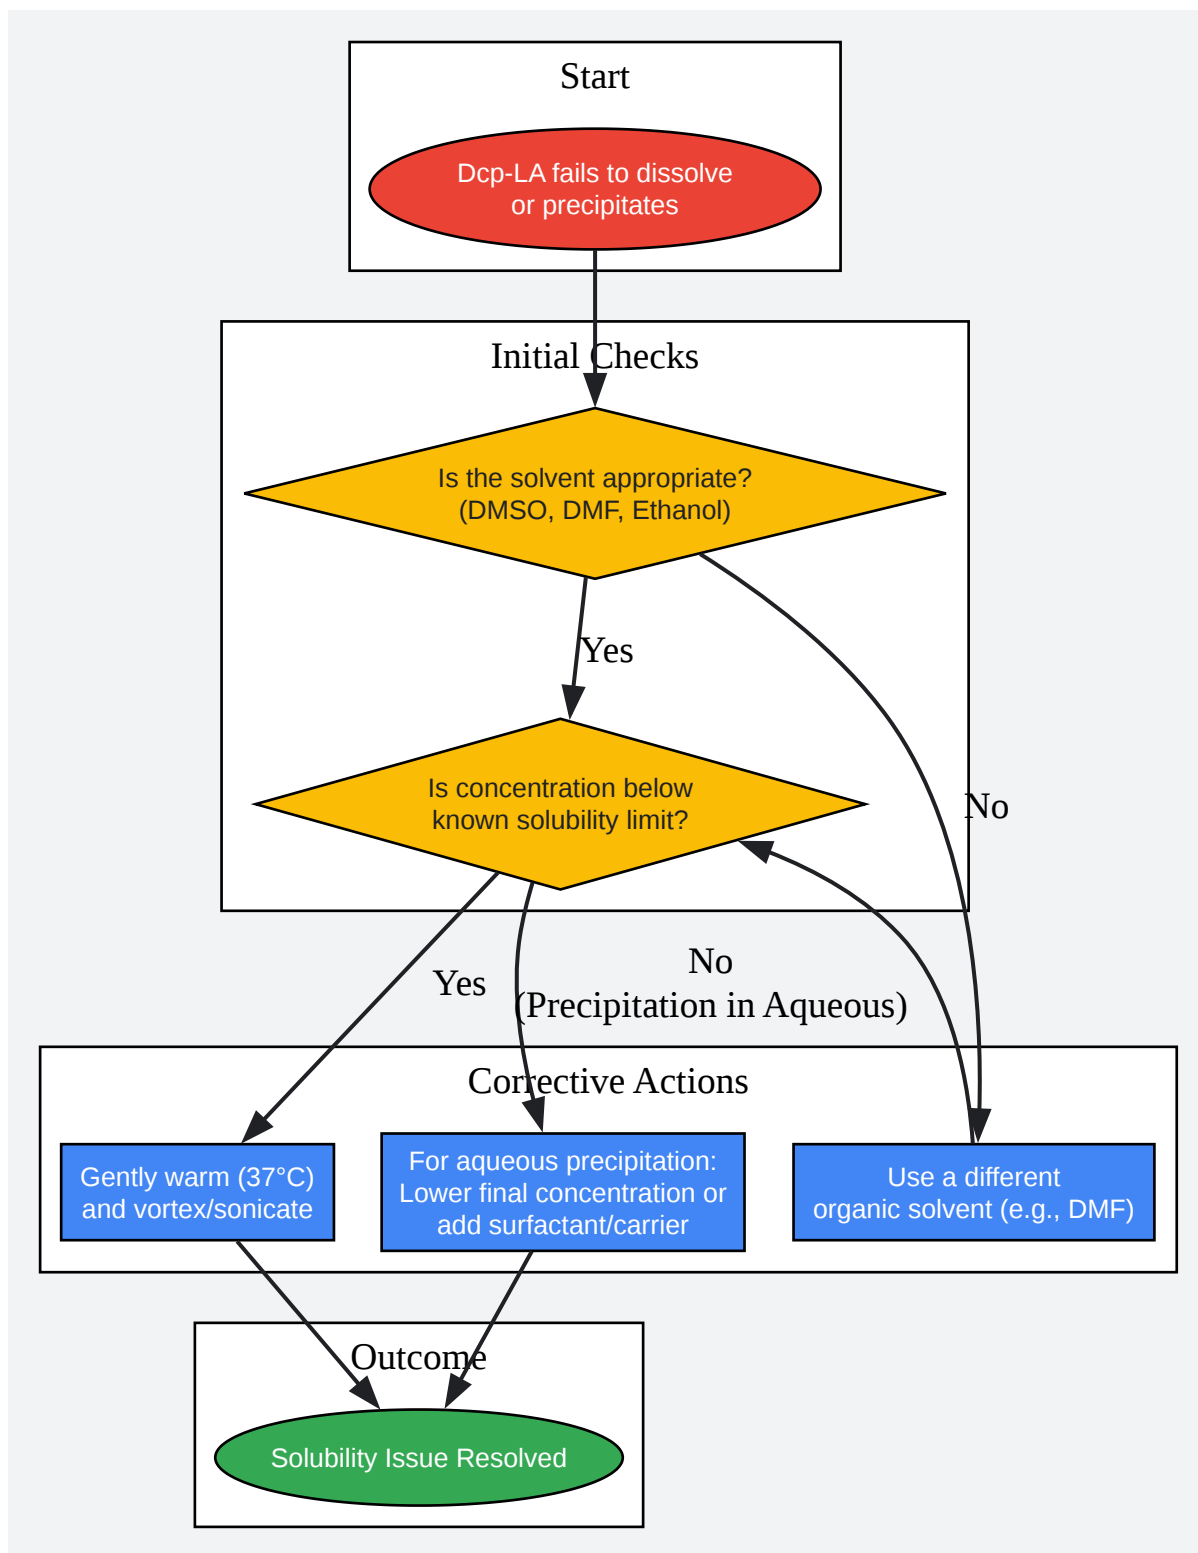 Start
Dcp-LA fails to dissolve
or precipitates
Initial Checks
Is the solvent appropriate?
(DMSO, DMF, Ethanol)
Yes
Is concentration below
known solubility limit?
No
Yes
No
(Precipitation in Aqueous)
Corrective Actions
Gently warm (37°C)
and vortex/sonicate
For aqueous precipitation:
Lower final concentration or
add surfactant/carrier
Use a different
organic solvent (e.g., DMF)
Outcome
Solubility Issue Resolved